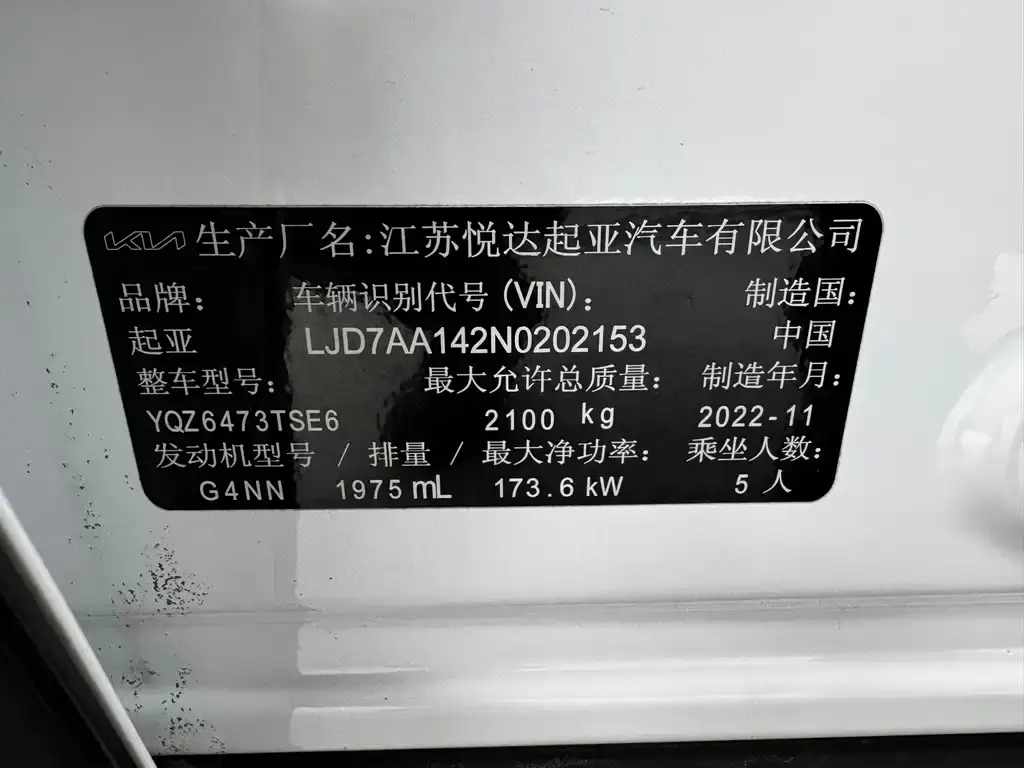 KIA 生产厂名:江苏悦达起亚汽车有限公司
品牌: 车辆识别代号(VIN): 制造国:
起亚 LJD7AA142N0202153 中国
整车型号: 最大允许总质量: 制造年月:
YQZ6473TSE6 2100 kg 2022-11
发动机型号 / 排量 / 最大净功率: 乘坐人数:
G4NN 1975 mL 173.6 kW 5 人